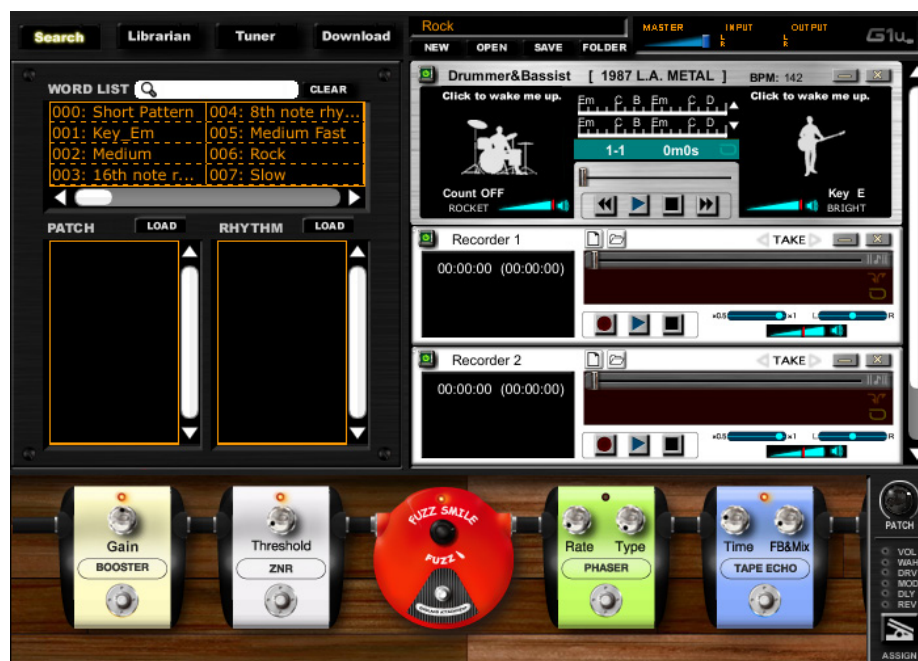 Search Librarian Tuner Download
Rock
NEW OPEN SAVE FOLDER
MASTER INPUT OUTPUT
L L
R R
G1u
WORD LIST CLEAR
000: Short Pattern 004: 8th note rhy...
001: Key_Em 005: Medium Fast
002: Medium 006: Rock
003: 16th note r... 007: Slow
PATCH LOAD RHYTHM LOAD
Drummer&Bassist [ 1987 L.A. METAL ] BPM: 142
Click to wake me up. Click to wake me up.
Em C B Em C D
Em C B Em C D
1-1 0m0s
Count OFF Key E
ROCKET BRIGHT
Recorder 1 TAKE
00:00:00 (00:00:00)
×0.5 ×1 L R
Recorder 2 TAKE
00:00:00 (00:00:00)
×0.5 ×1 L R
Gain
BOOSTER
Threshold
ZNR
FUZZ SMILE
FUZZ
Rate Type
PHASER
Time FB&Mix
TAPE ECHO
PATCH
VOL
WAH
DRV
MOD
DLY
REV
ASSIGN